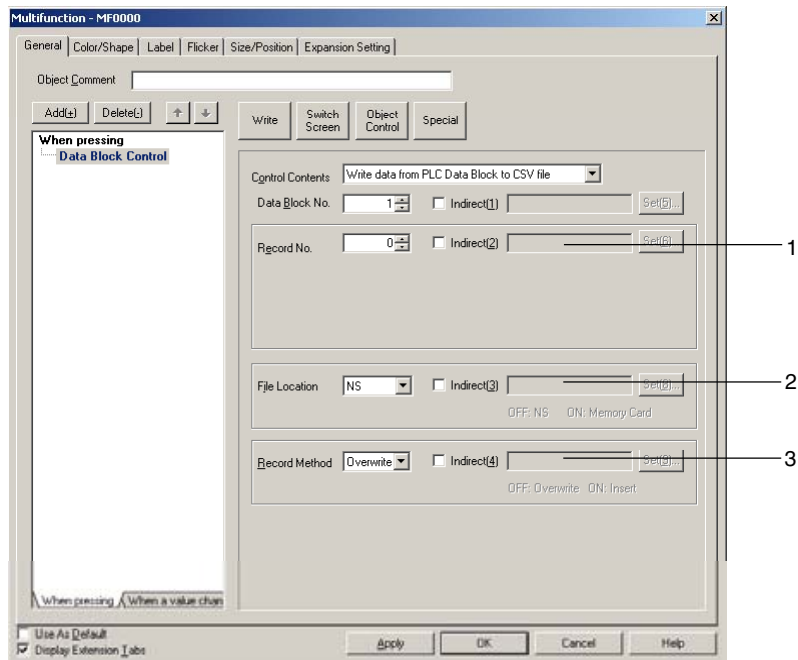 Multifunction - MF0000
General Color/Shape Label Flicker Size/Position Expansion Setting
Object Comment
Add(+) Delete(-) Write Switch Screen Object Control Special
When pressing
Data Block Control
Control Contents Write data from PLC Data Block to CSV file
Data Block No. 1 Indirect(1) Set(5)...
Record No. 0 Indirect(2) Set(6)... 1
File Location NS Indirect(3) Set(8)... 2
OFF: NS ON: Memory Card
Record Method Overwrite Indirect(4) Set(9)... 3
OFF: Overwrite ON: Insert
When pressing When a value chan
Use As Default
Display Extension Tabs
Apply OK Cancel Help